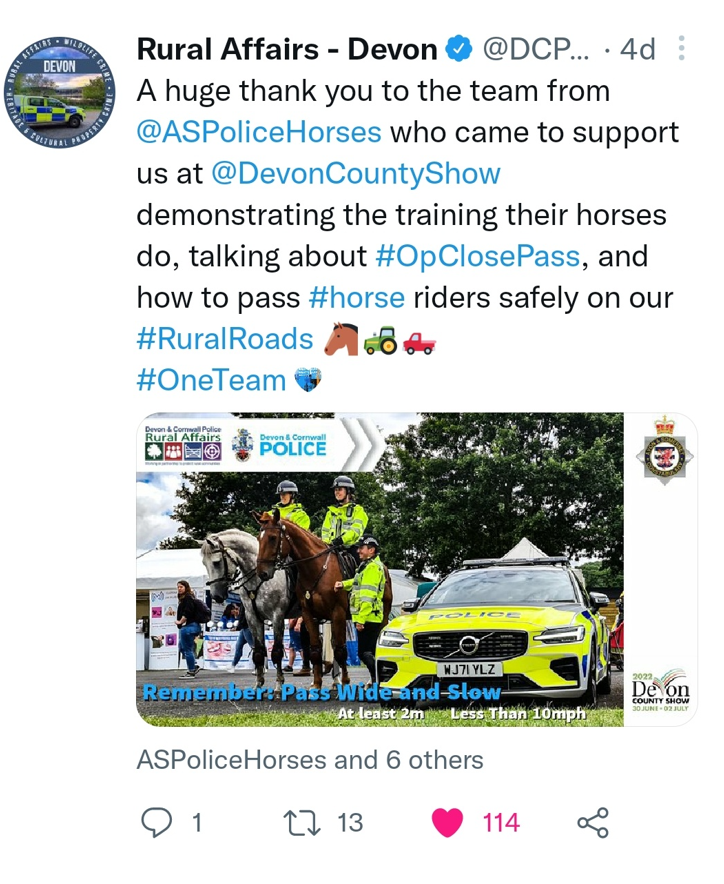 Rural Affairs - Devon @DCP... · 4d
DEVON
A huge thank you to the team from
@ASPoliceHorses who came to support
us at @DevonCountyShow
demonstrating the training their horses
do, talking about #OpClosePass, and
how to pass #horse riders safely on our
#RuralRoads 🐴🚜🛻
#OneTeam 💙
Devon & Cornwall Police
Rural Affairs
Devon & Cornwall
POLICE
POLICE
WJ71 YLZ
Remember: Pass Wide and Slow
At least 2m Less Than 10mph
2022
Devon
COUNTY SHOW
30 JUNE - 02 JULY
ASPoliceHorses and 6 others
1 13 114